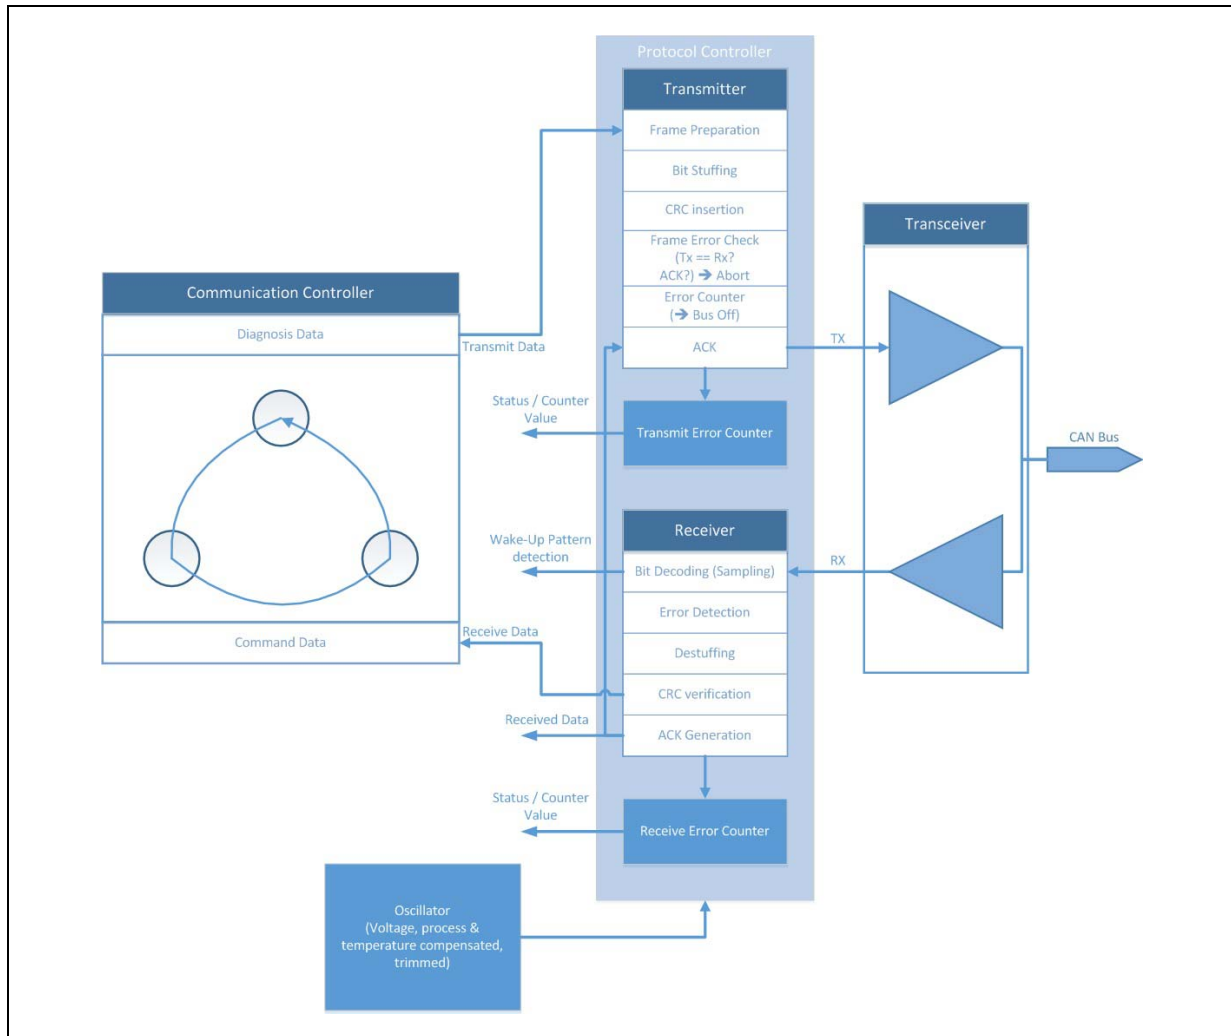 Protocol Controller
Transmitter
Frame Preparation
Bit Stuffing
CRC insertion
Frame Error Check
(Tx == Rx?
ACK?) ➔ Abort
Error Counter
(➔ Bus Off)
ACK
Transceiver
Communication Controller
Diagnosis Data
Transmit Data
TX
Status / Counter
Value
Transmit Error Counter
CAN Bus
Receiver
Wake-Up Pattern
detection
Bit Decoding (Sampling)
RX
Error Detection
Receive Data
Command Data
Destuffing
CRC verification
Received Data
ACK Generation
Status / Counter
Value
Receive Error Counter
Oscillator
(Voltage, process &
temperature compensated,
trimmed)